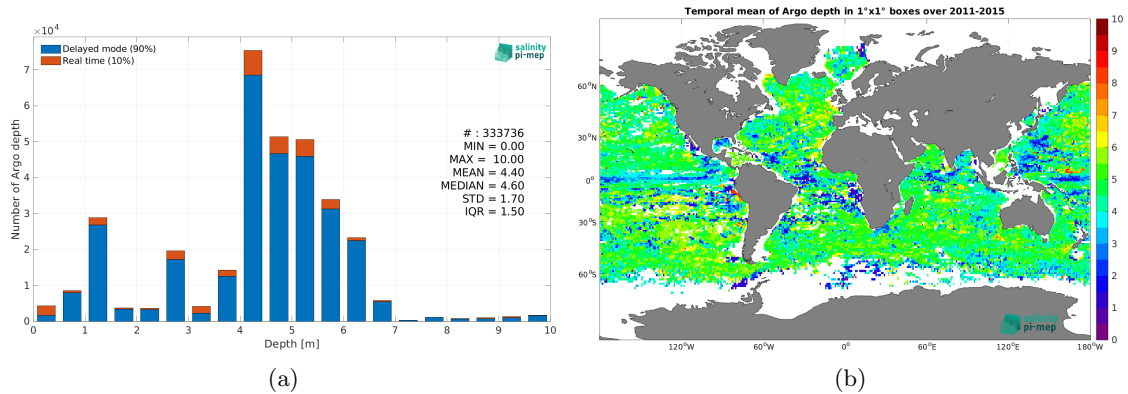 ×10⁴
Delayed mode (90%)
Real time (10%)
salinity
pi-mep
7
6
5
4
3
2
1
0
Number of Argo depth
# : 333736
MIN = 0.00
MAX = 10.00
MEAN = 4.40
MEDIAN = 4.60
STD = 1.70
IQR = 1.50
0 1 2 3 4 5 6 7 8 9 10
Depth [m]
(a)
Temporal mean of Argo depth in 1°x1° boxes over 2011-2015
60°N
30°N
0°
30°S
60°S
120°W 60°W 0° 60°E 120°E 180°W
salinity
pi-mep
10
9
8
7
6
5
4
3
2
1
0
(b)